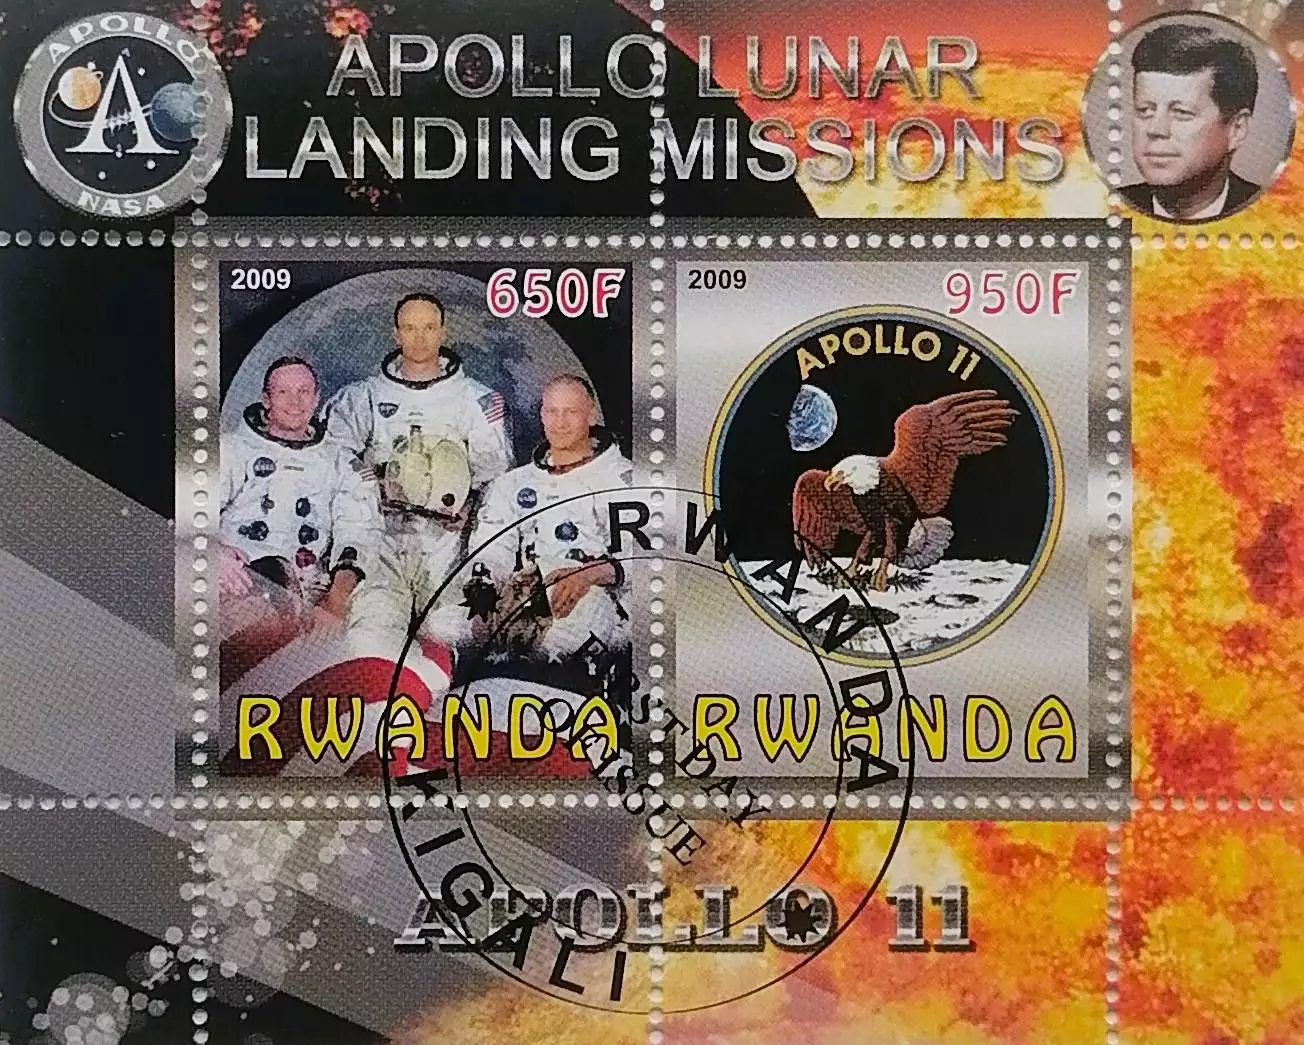 APOLLO
NASA
APOLLO LUNAR
LANDING MISSIONS
2009
650F
RWANDA
2009
950F
APOLLO 11
RWANDA
RWANDA
FIRST DAY
OF ISSUE
KIGALI
APOLLO 11